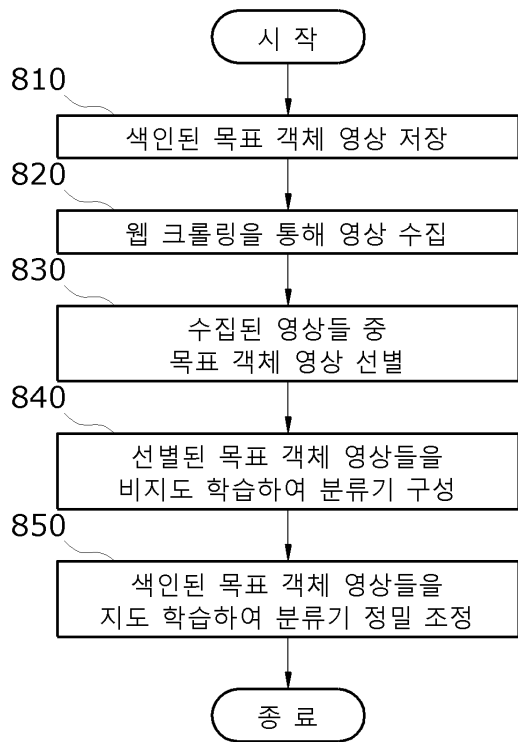 시 작
810
색인된 목표 객체 영상 저장
820
웹 크롤링을 통해 영상 수집
830
수집된 영상들 중
목표 객체 영상 선별
840
선별된 목표 객체 영상들을
비지도 학습하여 분류기 구성
850
색인된 목표 객체 영상들을
지도 학습하여 분류기 정밀 조정
종 료